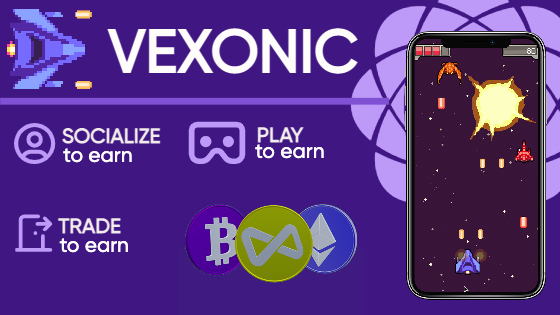 VEXONIC
SOCIALIZE
to earn
PLAY
to earn
TRADE
to earn